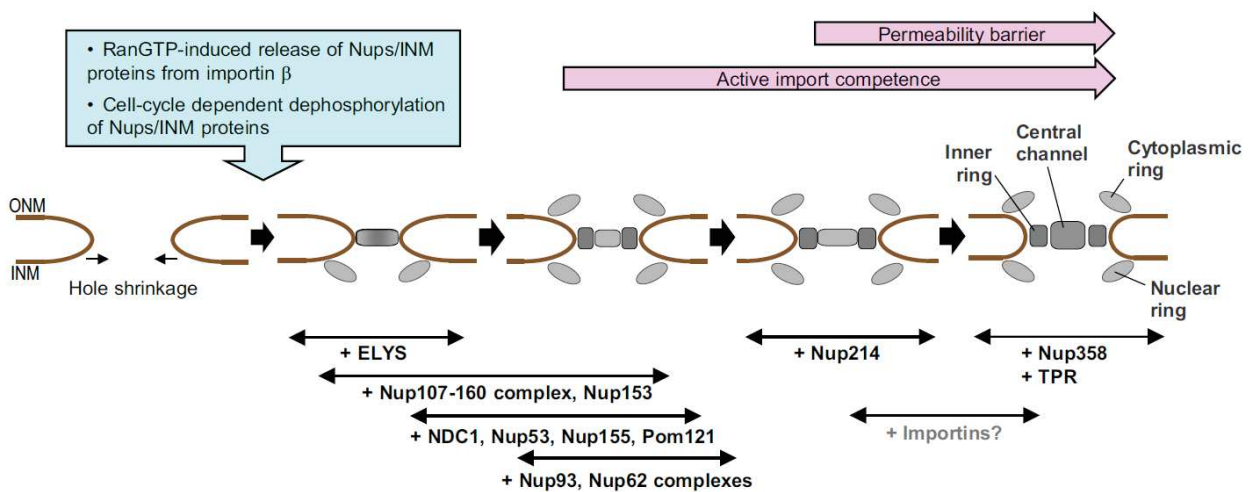 • RanGTP-induced release of Nups/INM
proteins from importin β
• Cell-cycle dependent dephosphorylation
of Nups/INM proteins
Permeability barrier
Active import competence
Inner
ring
Central
channel
Cytoplasmic
ring
ONM
INM
Hole shrinkage
Nuclear
ring
+ ELYS
+ Nup107-160 complex, Nup153
+ NDC1, Nup53, Nup155, Pom121
+ Nup93, Nup62 complexes
+ Nup214
+ Importins?
+ Nup358
+ TPR